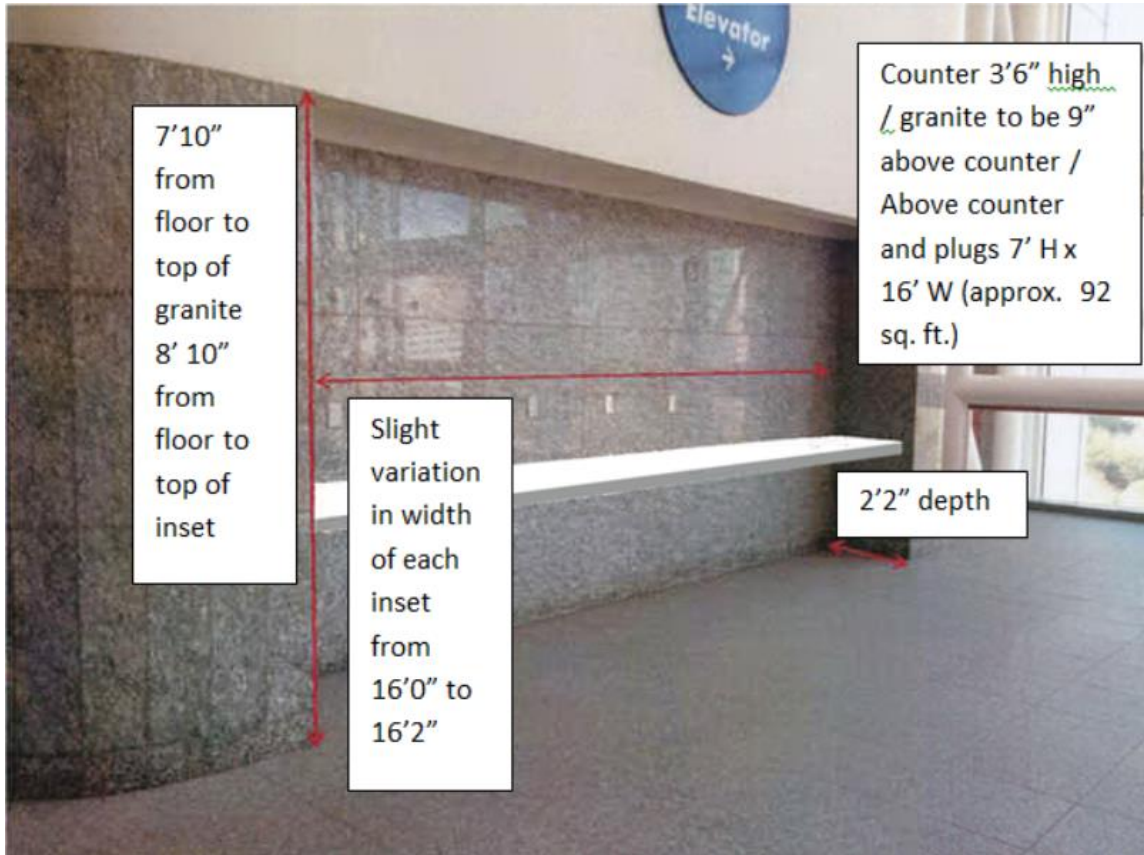 Elevator
→
7’10”
from
floor to
top of
granite
8’ 10”
from
floor to
top of
inset
Slight
variation
in width
of each
inset
from
16’0” to
16’2”
Counter 3’6” high
/ granite to be 9”
above counter /
Above counter
and plugs 7’ H x
16’ W (approx. 92
sq. ft.)
2’2” depth